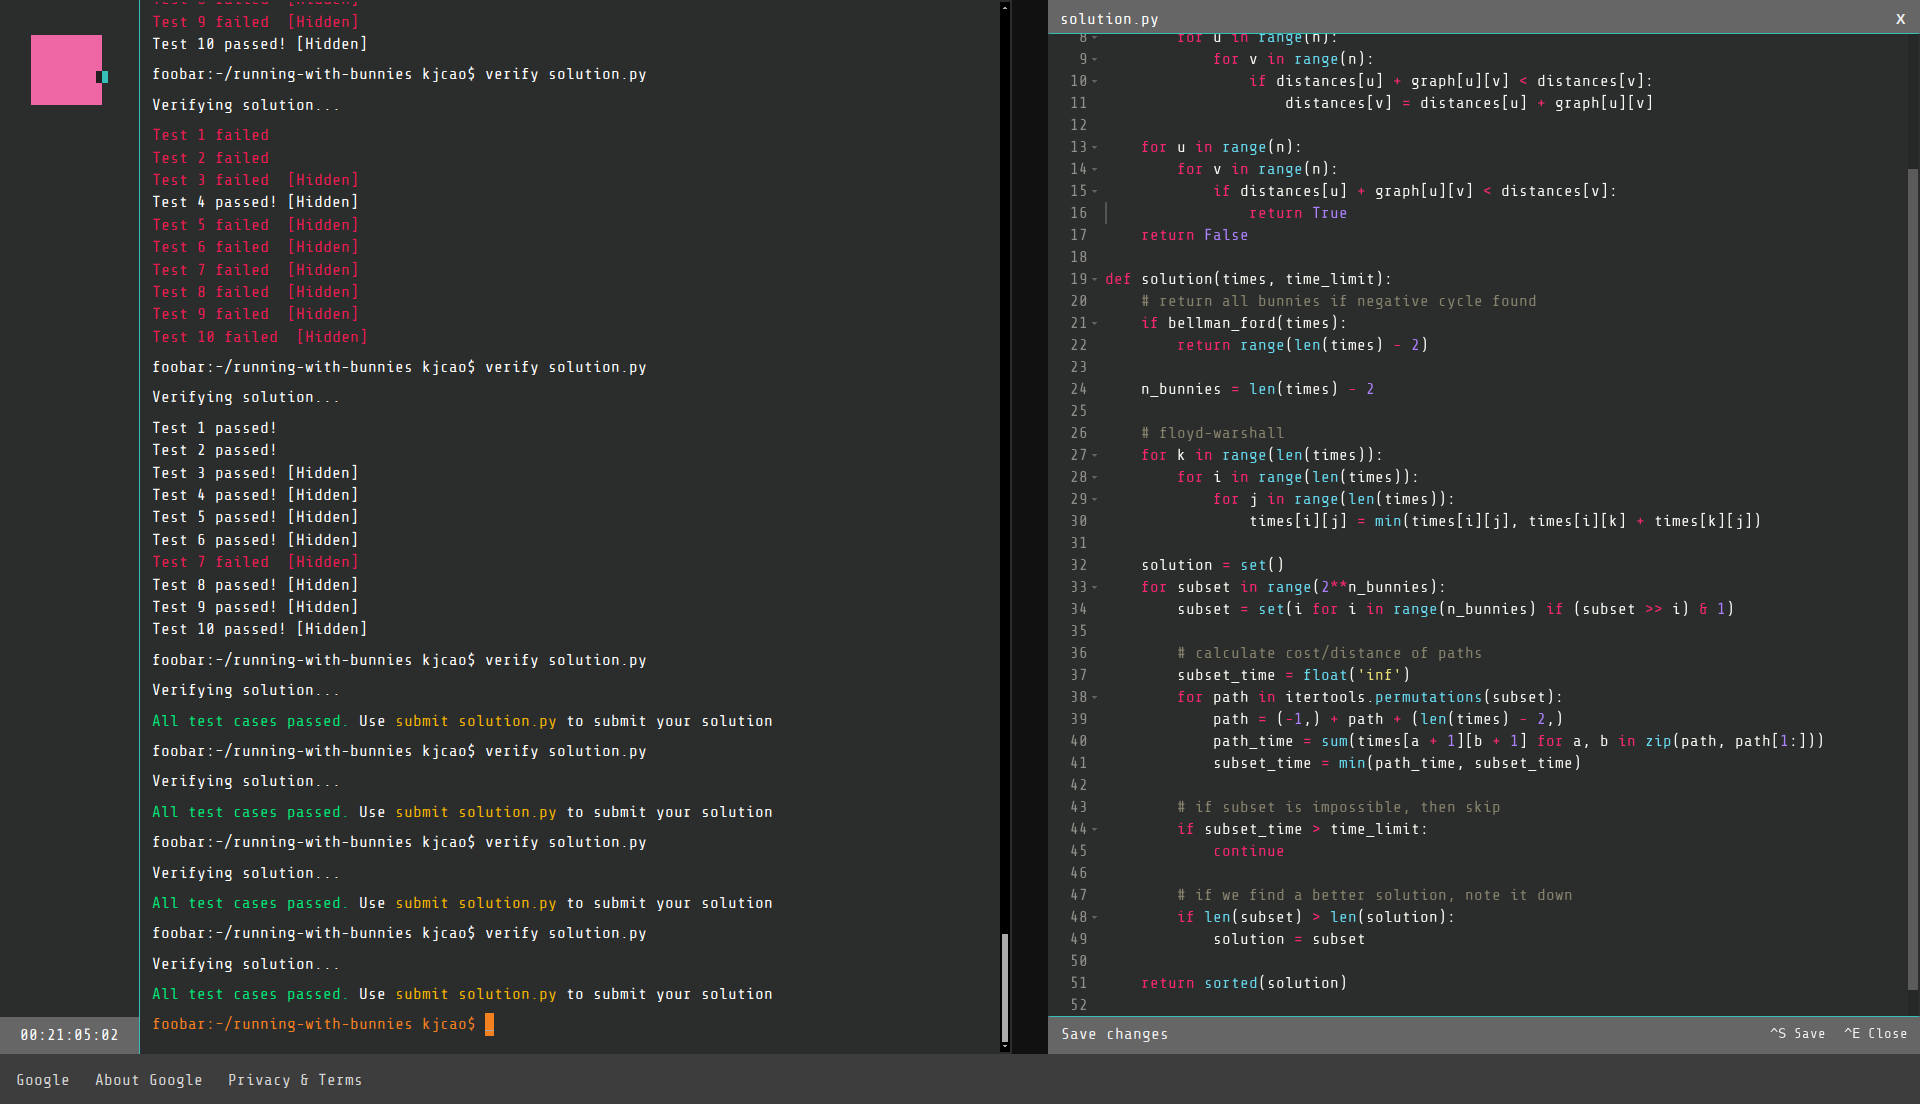 Test 9 failed  [Hidden]
Test 10 passed! [Hidden]
foobar:~/running-with-bunnies kjcao$ verify solution.py
Verifying solution...
Test 1 failed
Test 2 failed
Test 3 failed  [Hidden]
Test 4 passed! [Hidden]
Test 5 failed  [Hidden]
Test 6 failed  [Hidden]
Test 7 failed  [Hidden]
Test 8 failed  [Hidden]
Test 9 failed  [Hidden]
Test 10 failed  [Hidden]
foobar:~/running-with-bunnies kjcao$ verify solution.py
Verifying solution...
Test 1 passed!
Test 2 passed!
Test 3 passed! [Hidden]
Test 4 passed! [Hidden]
Test 5 passed! [Hidden]
Test 6 passed! [Hidden]
Test 7 failed  [Hidden]
Test 8 passed! [Hidden]
Test 9 passed! [Hidden]
Test 10 passed! [Hidden]
foobar:~/running-with-bunnies kjcao$ verify solution.py
Verifying solution...
All test cases passed. Use submit solution.py to submit your solution
foobar:~/running-with-bunnies kjcao$ verify solution.py
Verifying solution...
All test cases passed. Use submit solution.py to submit your solution
foobar:~/running-with-bunnies kjcao$ verify solution.py
Verifying solution...
All test cases passed. Use submit solution.py to submit your solution
foobar:~/running-with-bunnies kjcao$ verify solution.py
Verifying solution...
All test cases passed. Use submit solution.py to submit your solution
foobar:~/running-with-bunnies kjcao$
00:21:05:02
solution.py X
8 for u in range(n):
9 for v in range(n):
10 if distances[u] + graph[u][v] < distances[v]:
11 distances[v] = distances[u] + graph[u][v]
12
13 for u in range(n):
14 for v in range(n):
15 if distances[u] + graph[u][v] < distances[v]:
16 return True
17 return False
18
19 def solution(times, time_limit):
20 # return all bunnies if negative cycle found
21 if bellman_ford(times):
22 return range(len(times) - 2)
23
24 n_bunnies = len(times) - 2
25
26 # floyd-warshall
27 for k in range(len(times)):
28 for i in range(len(times)):
29 for j in range(len(times)):
30 times[i][j] = min(times[i][j], times[i][k] + times[k][j])
31
32 solution = set()
33 for subset in range(2**n_bunnies):
34 subset = set(i for i in range(n_bunnies) if (subset >> i) & 1)
35
36 # calculate cost/distance of paths
37 subset_time = float('inf')
38 for path in itertools.permutations(subset):
39 path = (-1,) + path + (len(times) - 2,)
40 path_time = sum(times[a + 1][b + 1] for a, b in zip(path, path[1:]))
41 subset_time = min(path_time, subset_time)
42
43 # if subset is impossible, then skip
44 if subset_time > time_limit:
45 continue
46
47 # if we find a better solution, note it down
48 if len(subset) > len(solution):
49 solution = subset
50
51 return sorted(solution)
52
Save changes ^S Save ^E Close
Google About Google Privacy & Terms